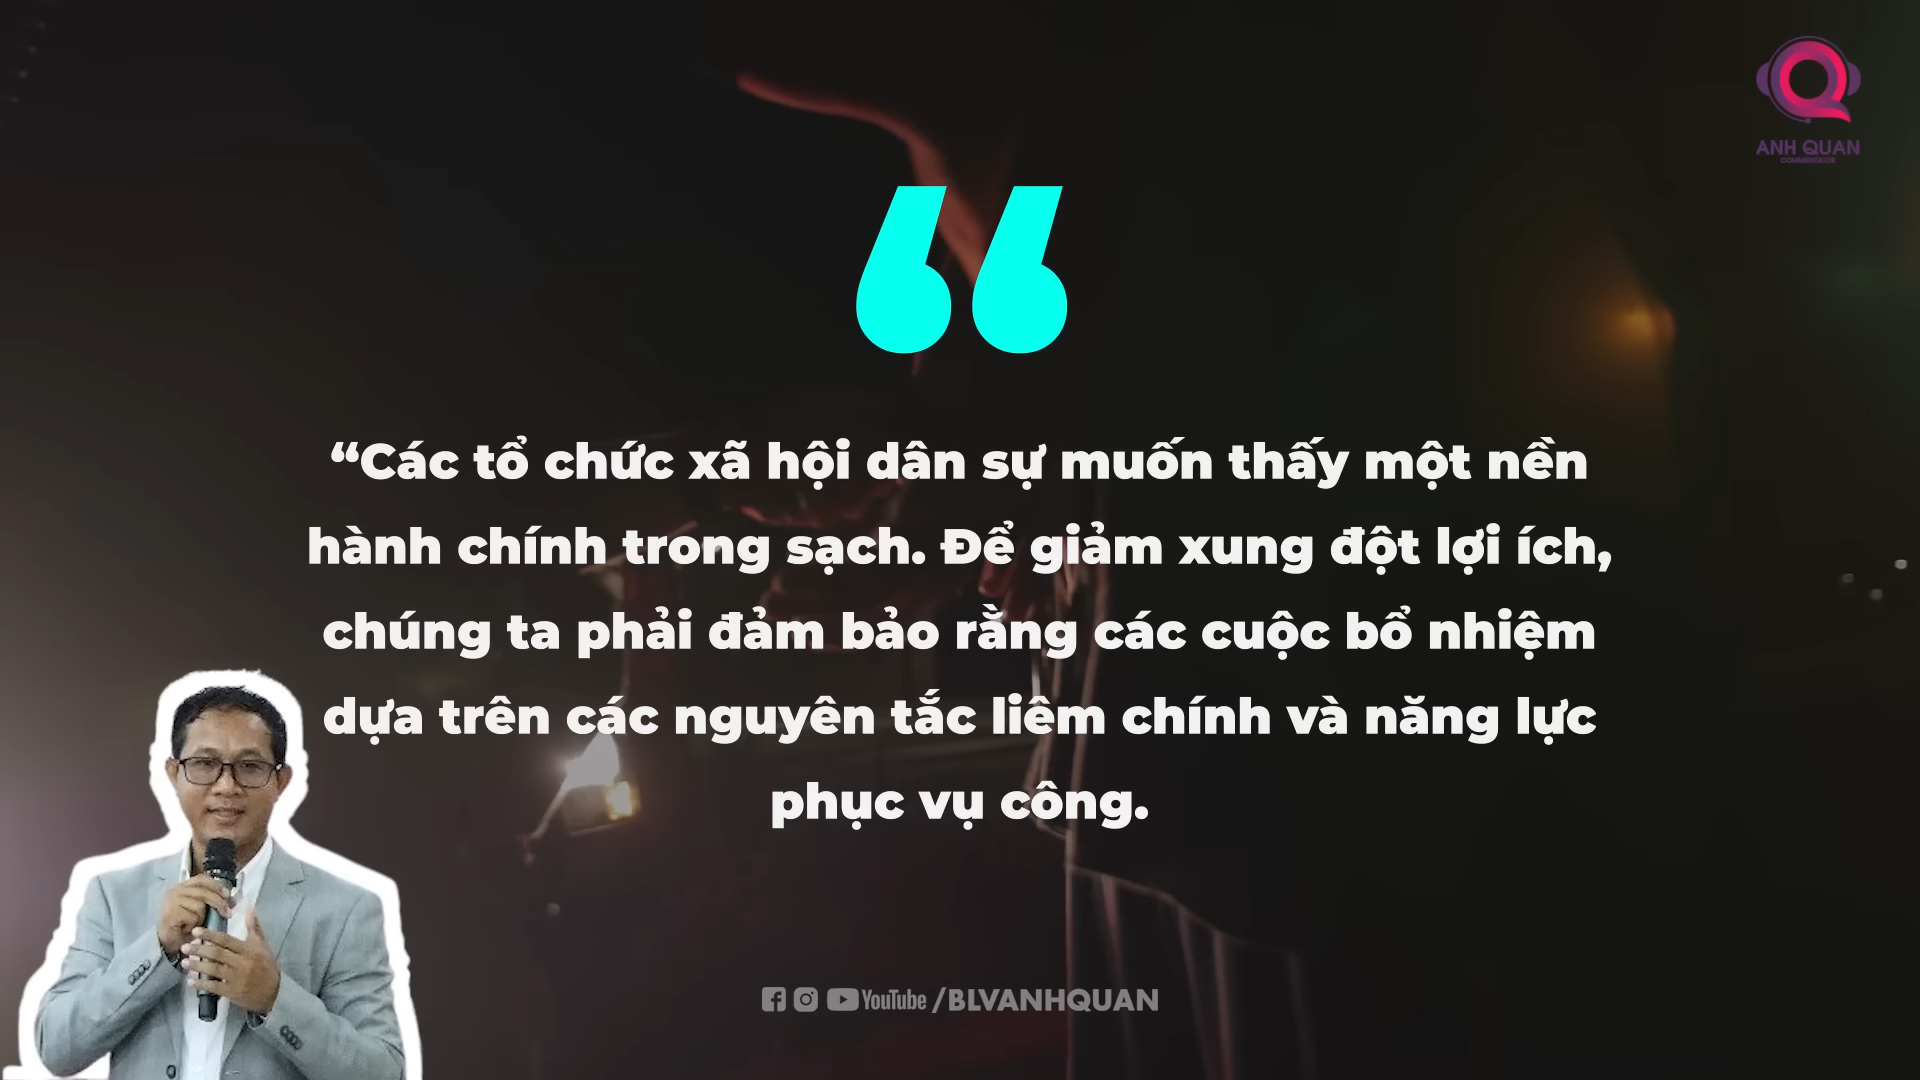 ANH QUAN
COMMENTATOR
“Các tổ chức xã hội dân sự muốn thấy một nền
hành chính trong sạch. Để giảm xung đột lợi ích,
chúng ta phải đảm bảo rằng các cuộc bổ nhiệm
dựa trên các nguyên tắc liêm chính và năng lực
phục vụ công.
YouTube /BLVANHQUAN